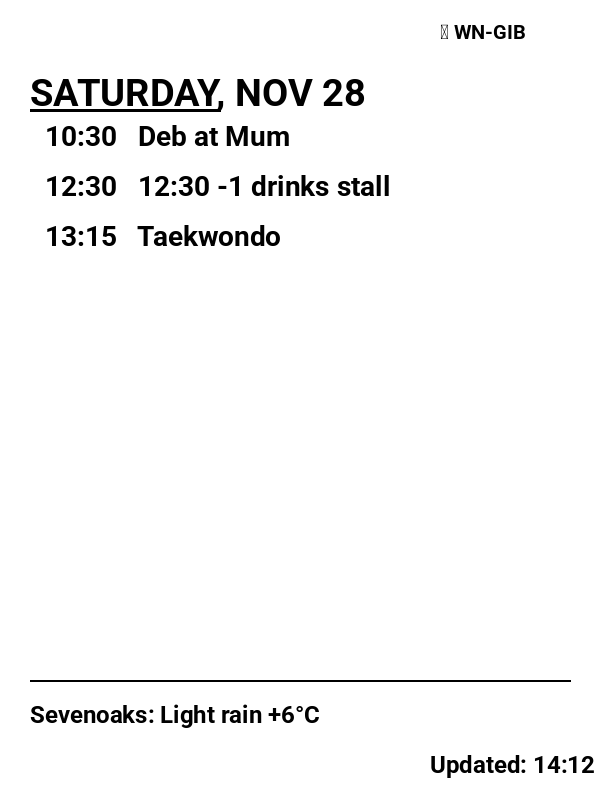 WN-GIB
SATURDAY, NOV 28
10:30 Deb at Mum
12:30 12:30 -1 drinks stall
13:15 Taekwondo
Sevenoaks: Light rain +6°C
Updated: 14:12